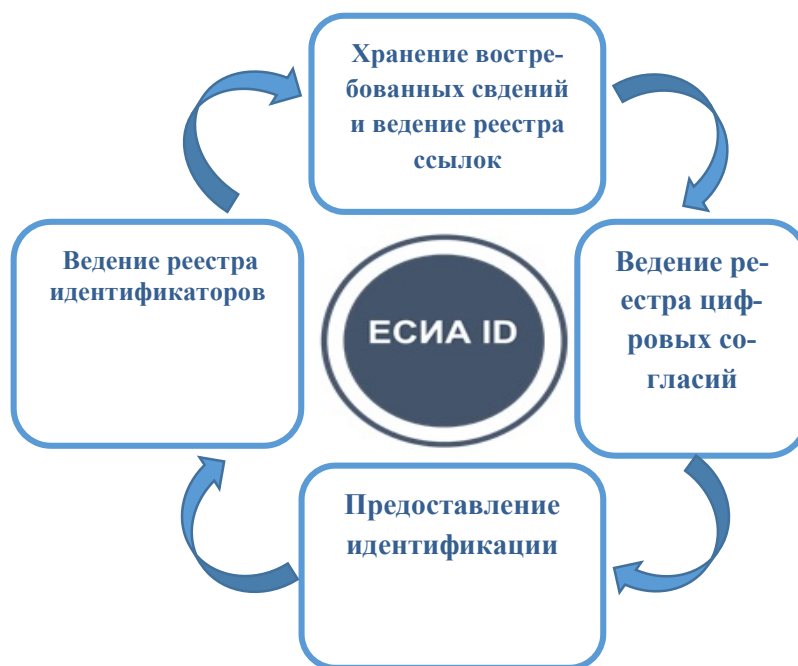 Хранение востре-
бованных свдений
и ведение реестра
ссылок
Ведение реестра
идентификаторов
ЕСИА ID
Ведение ре-
естра циф-
ровых со-
гласий
Предоставление
идентификации